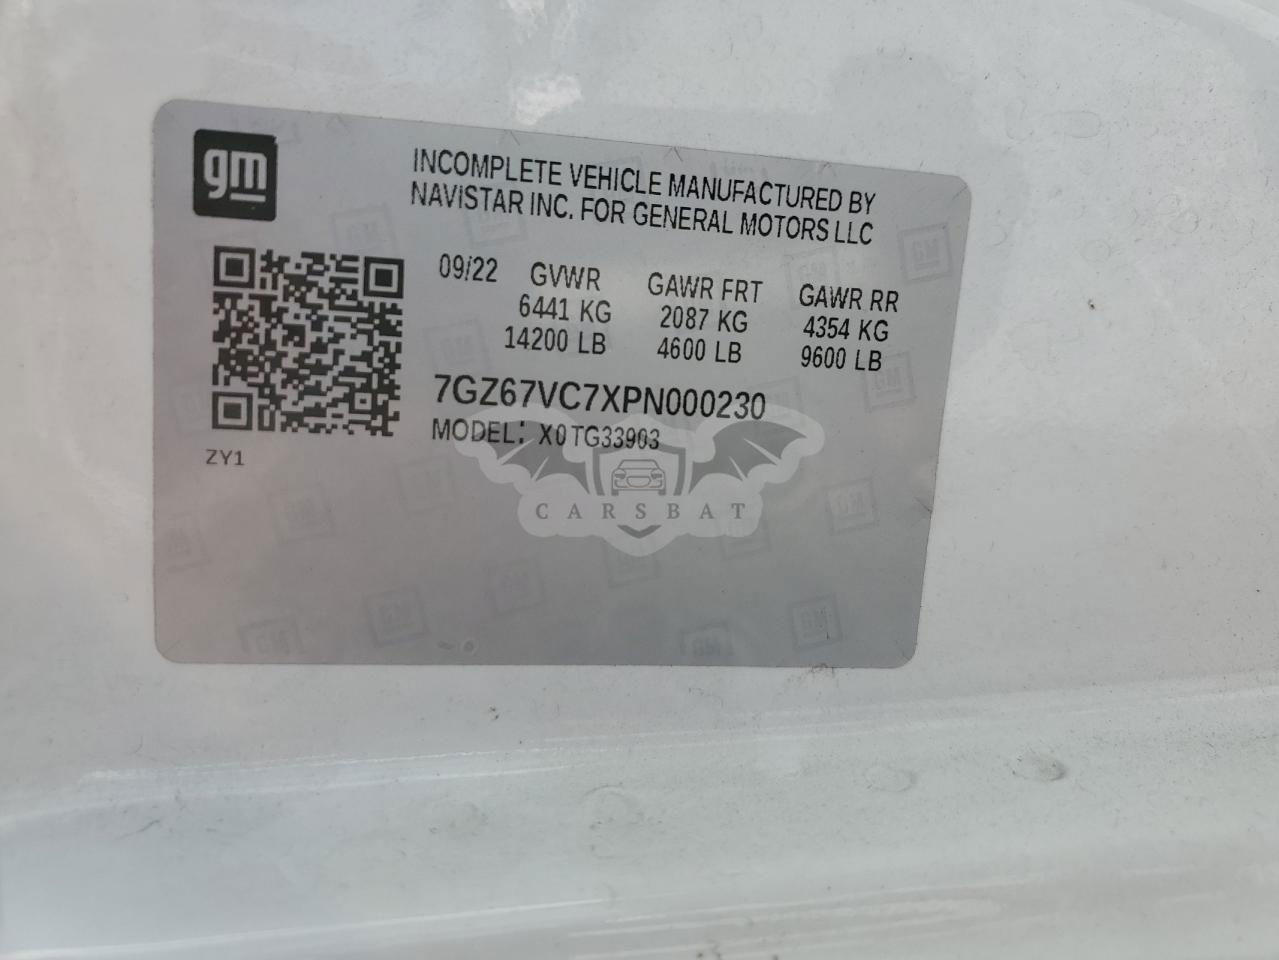 gm
INCOMPLETE VEHICLE MANUFACTURED BY
NAVISTAR INC. FOR GENERAL MOTORS LLC
09/22 GVWR GAWR FRT GAWR RR
6441 KG 2087 KG 4354 KG
14200 LB 4600 LB 9600 LB
7GZ67VC7XPN000230
MODEL: X0TG33903
ZY1
CARSBAT